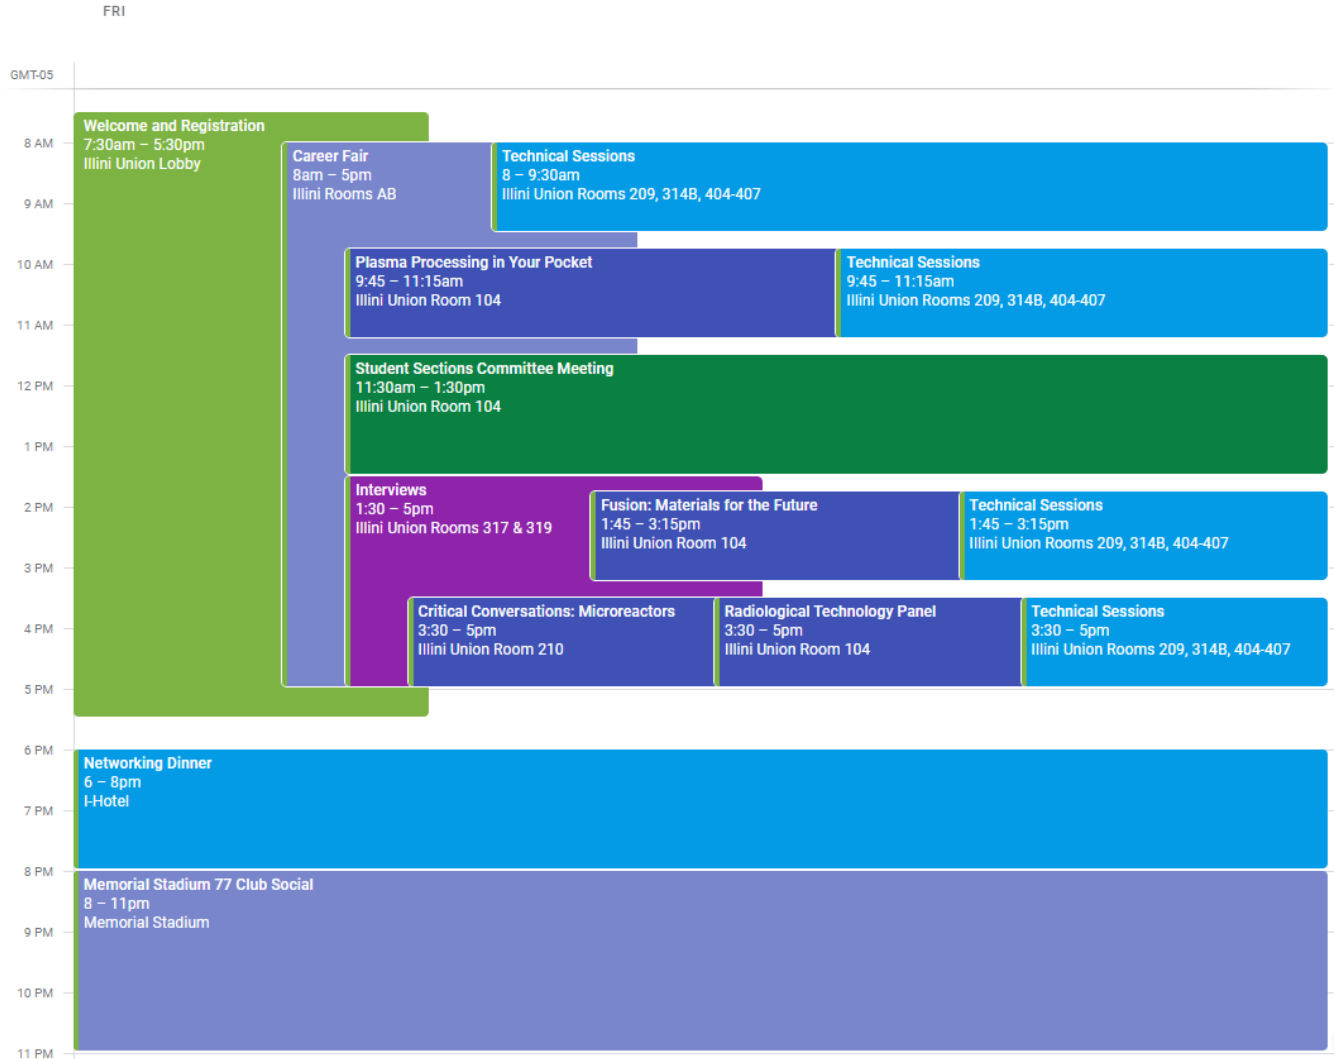 FRI
GMT-05
Welcome and Registration
7:30am – 5:30pm
Illini Union Lobby
8 AM
Career Fair
8am – 5pm
Illini Rooms AB
Technical Sessions
8 – 9:30am
Illini Union Rooms 209, 314B, 404-407
9 AM
Plasma Processing in Your Pocket
9:45 – 11:15am
Illini Union Room 104
Technical Sessions
9:45 – 11:15am
Illini Union Rooms 209, 314B, 404-407
10 AM
11 AM
Student Sections Committee Meeting
11:30am – 1:30pm
Illini Union Room 104
12 PM
1 PM
Interviews
1:30 – 5pm
Illini Union Rooms 317 & 319
Fusion: Materials for the Future
1:45 – 3:15pm
Illini Union Room 104
Technical Sessions
1:45 – 3:15pm
Illini Union Rooms 209, 314B, 404-407
2 PM
3 PM
Critical Conversations: Microreactors
3:30 – 5pm
Illini Union Room 210
Radiological Technology Panel
3:30 – 5pm
Illini Union Room 104
Technical Sessions
3:30 – 5pm
Illini Union Rooms 209, 314B, 404-407
4 PM
5 PM
6 PM
Networking Dinner
6 – 8pm
I-Hotel
7 PM
8 PM
Memorial Stadium 77 Club Social
8 – 11pm
Memorial Stadium
9 PM
10 PM
11 PM